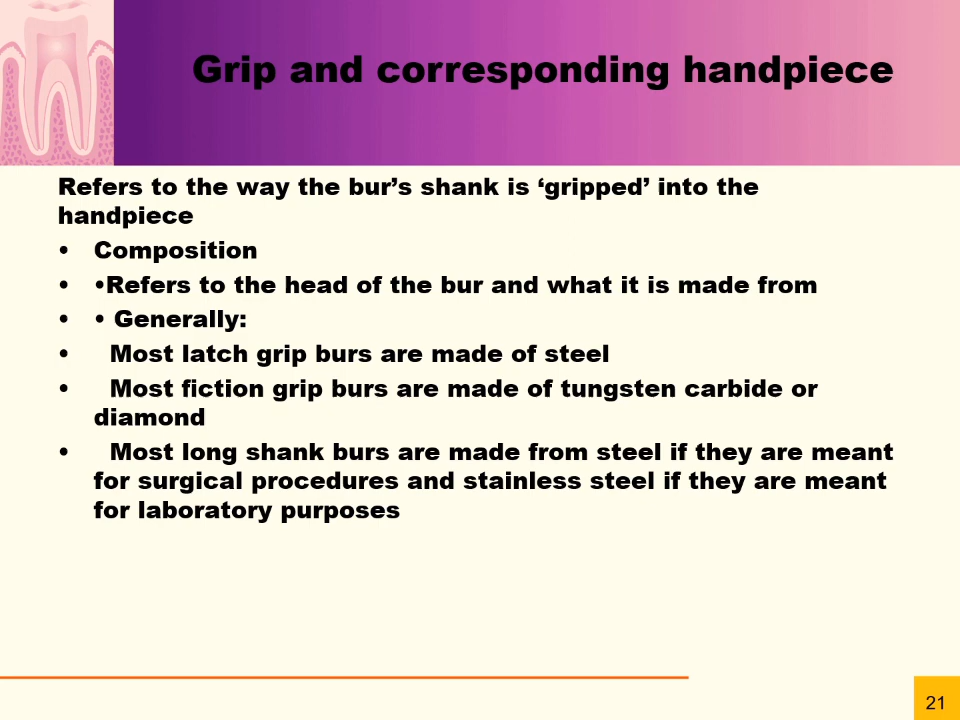 Grip and corresponding handpiece
Refers to the way the bur’s shank is ‘gripped’ into the
handpiece
• Composition
• •Refers to the head of the bur and what it is made from
• • Generally:
• Most latch grip burs are made of steel
• Most fiction grip burs are made of tungsten carbide or
diamond
• Most long shank burs are made from steel if they are meant
for surgical procedures and stainless steel if they are meant
for laboratory purposes
21